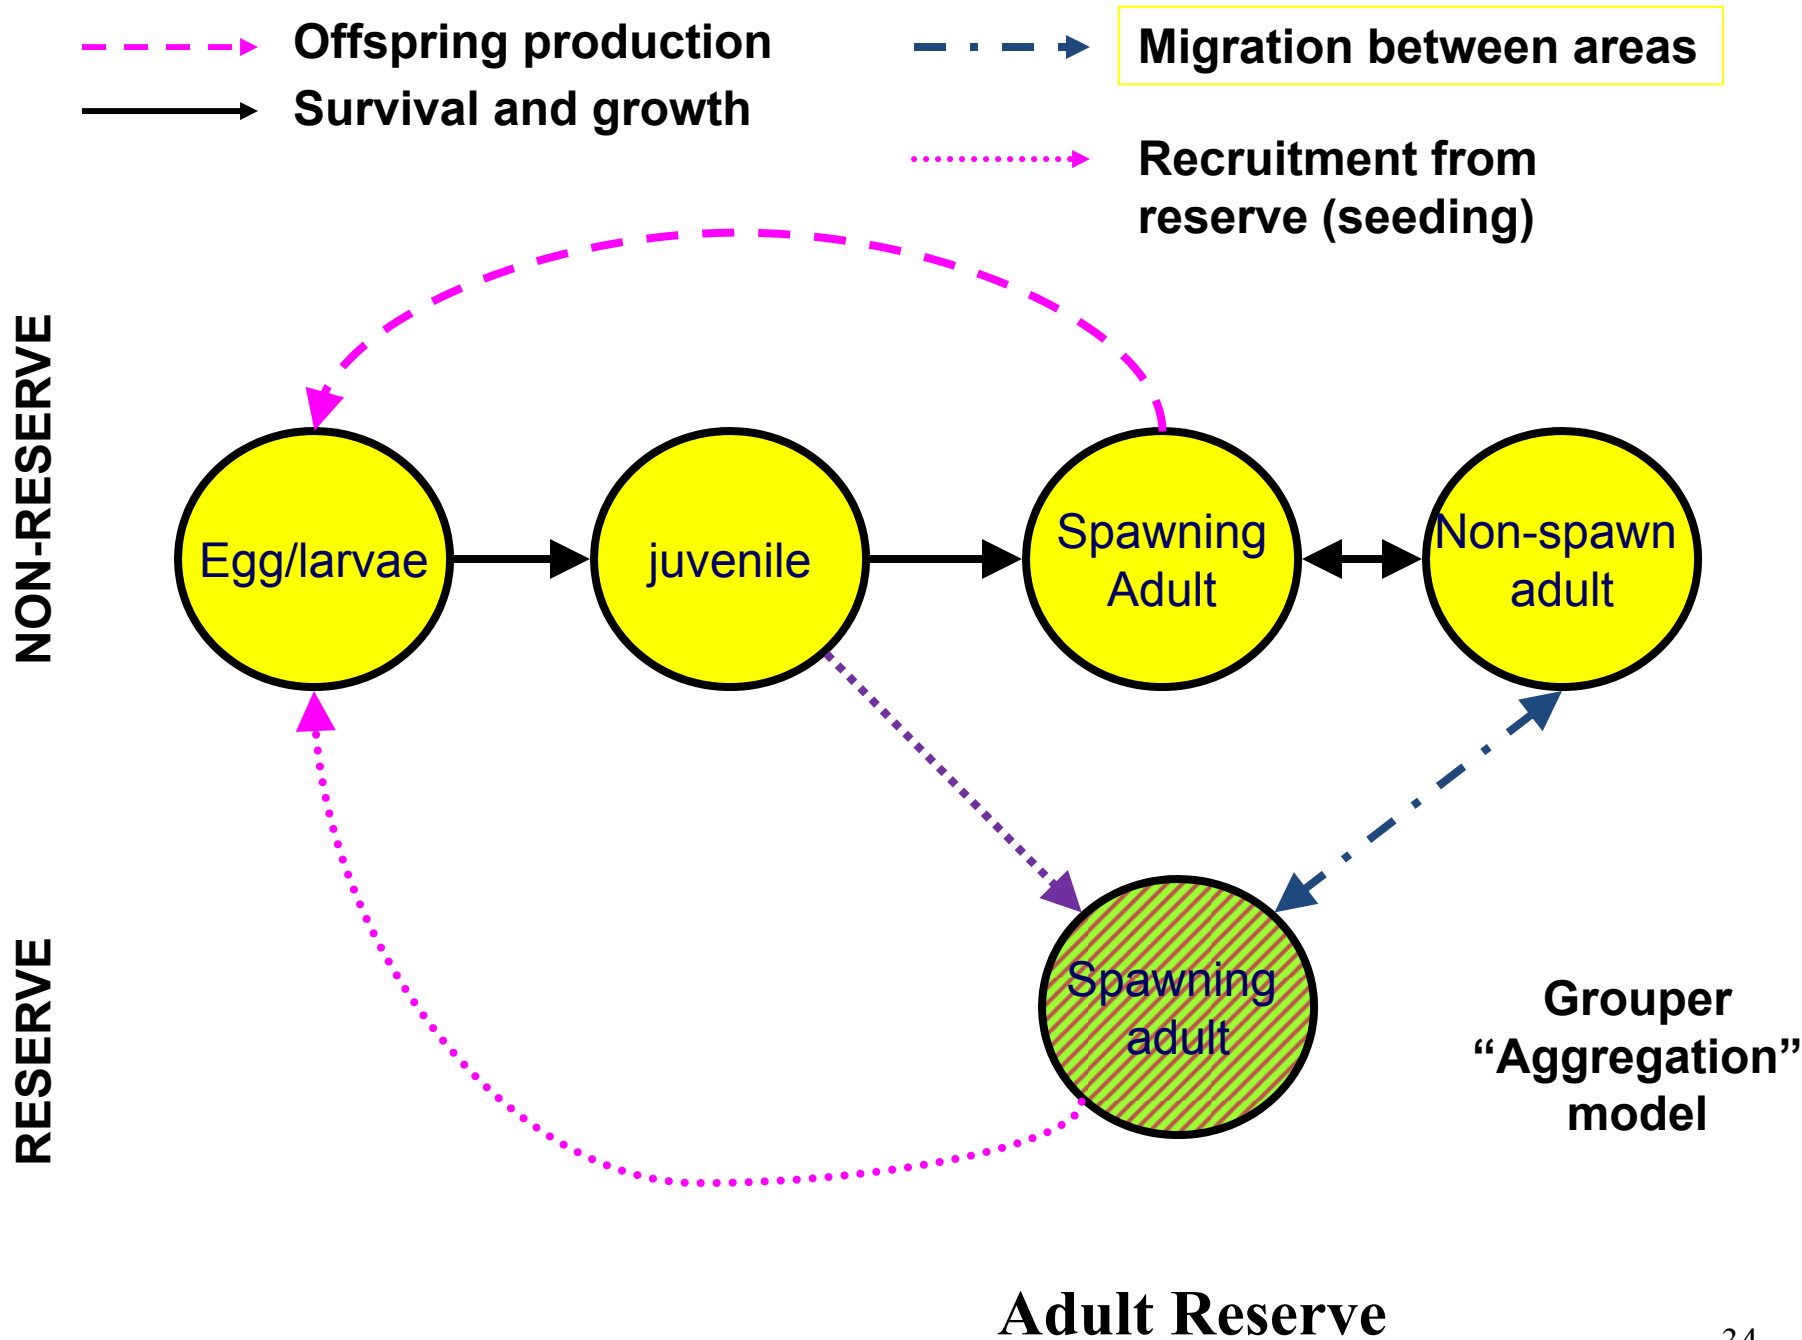 Offspring production
Migration between areas
Survival and growth
Recruitment from
reserve (seeding)
NON-RESERVE
Egg/larvae
juvenile
Spawning
Adult
Non-spawn
adult
RESERVE
Spawning
adult
Grouper
“Aggregation”
model
Adult Reserve